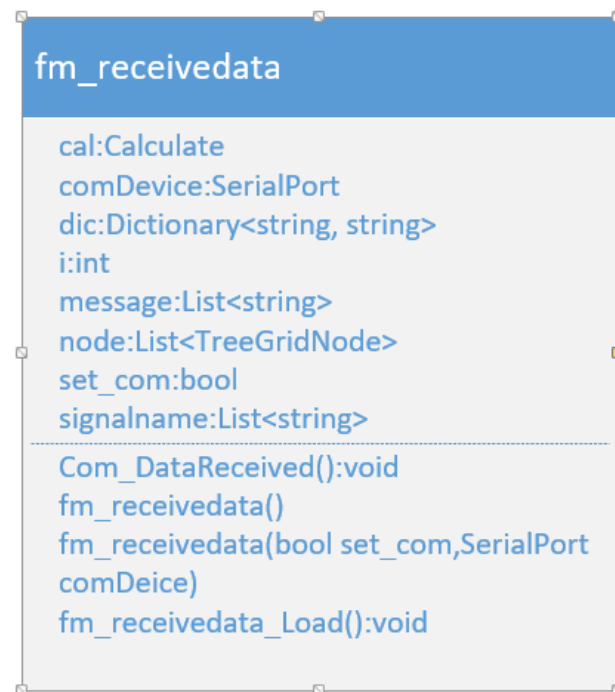 fm_receivedata
cal:Calculate
comDevice:SerialPort
dic:Dictionary<string, string>
i:int
message:List<string>
node:List<TreeGridNode>
set_com:bool
signalname:List<string>
Com_DataReceived():void
fm_receivedata()
fm_receivedata(bool set_com,SerialPort
comDeice)
fm_receivedata_Load():void